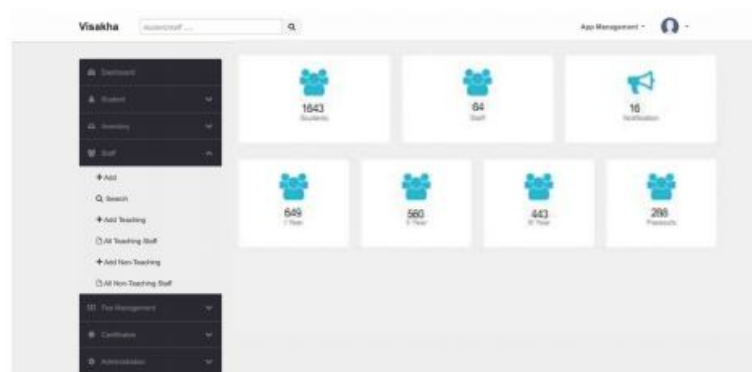 Visakha
student/staff ....
App Management
Dashboard
Student
Inventory
Staff
Add
Search
Add Teaching
All Teaching Staff
Add Non-Teaching
All Non-Teaching Staff
Fee Management
Certificates
Administration
1643
Students
64
Staff
16
Notification
649
I Year
560
II Year
443
III Year
288
Passouts